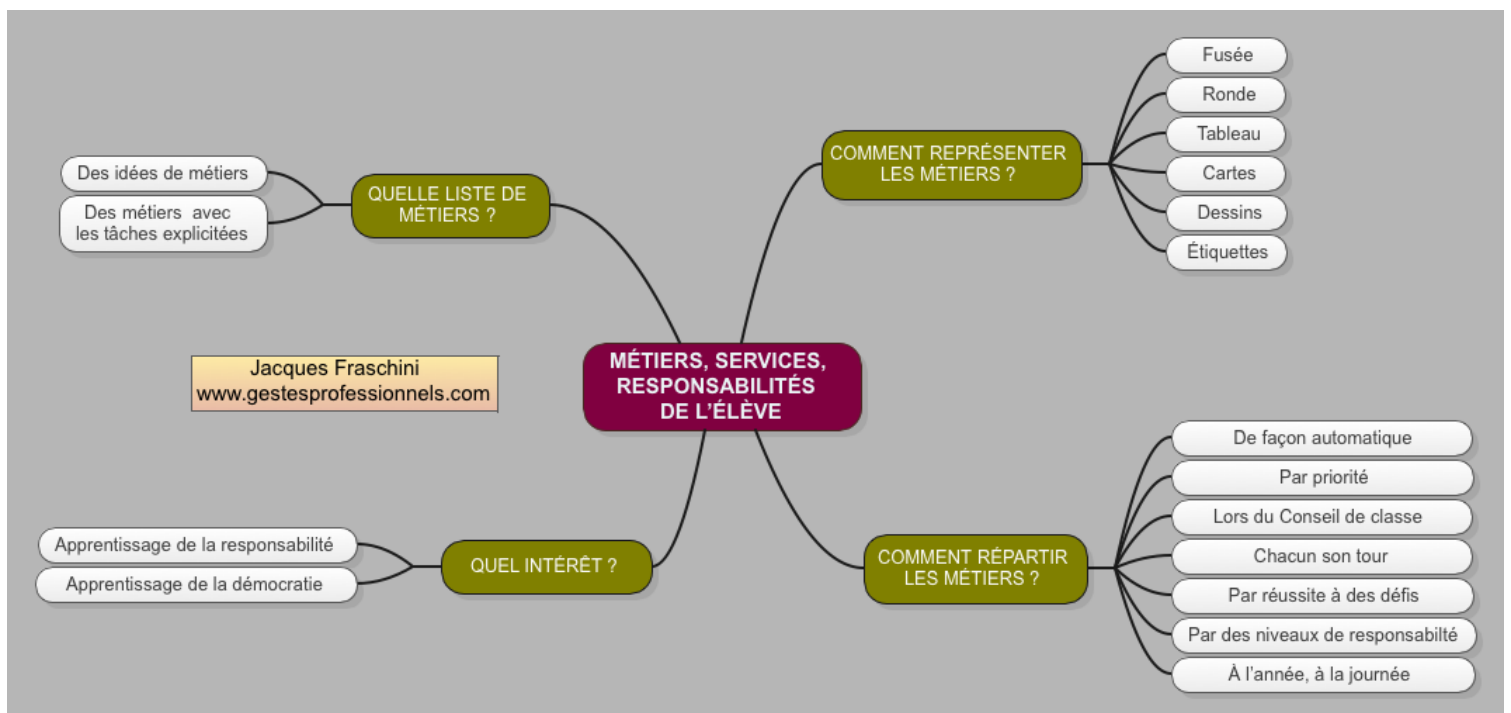 QUELLE LISTE DE
MÉTIERS ?
Des idées de métiers
Des métiers avec
les tâches explicitées
COMMENT REPRÉSENTER
LES MÉTIERS ?
Fusée
Ronde
Tableau
Cartes
Dessins
Étiquettes
Jacques Fraschini
www.gestesprofessionnels.com
MÉTIERS, SERVICES,
RESPONSABILITÉS
DE L'ÉLÈVE
QUEL INTÉRÊT ?
Apprentissage de la responsabilité
Apprentissage de la démocratie
COMMENT RÉPARTIR
LES MÉTIERS ?
De façon automatique
Par priorité
Lors du Conseil de classe
Chacun son tour
Par réussite à des défis
Par des niveaux de responsabilté
À l'année, à la journée